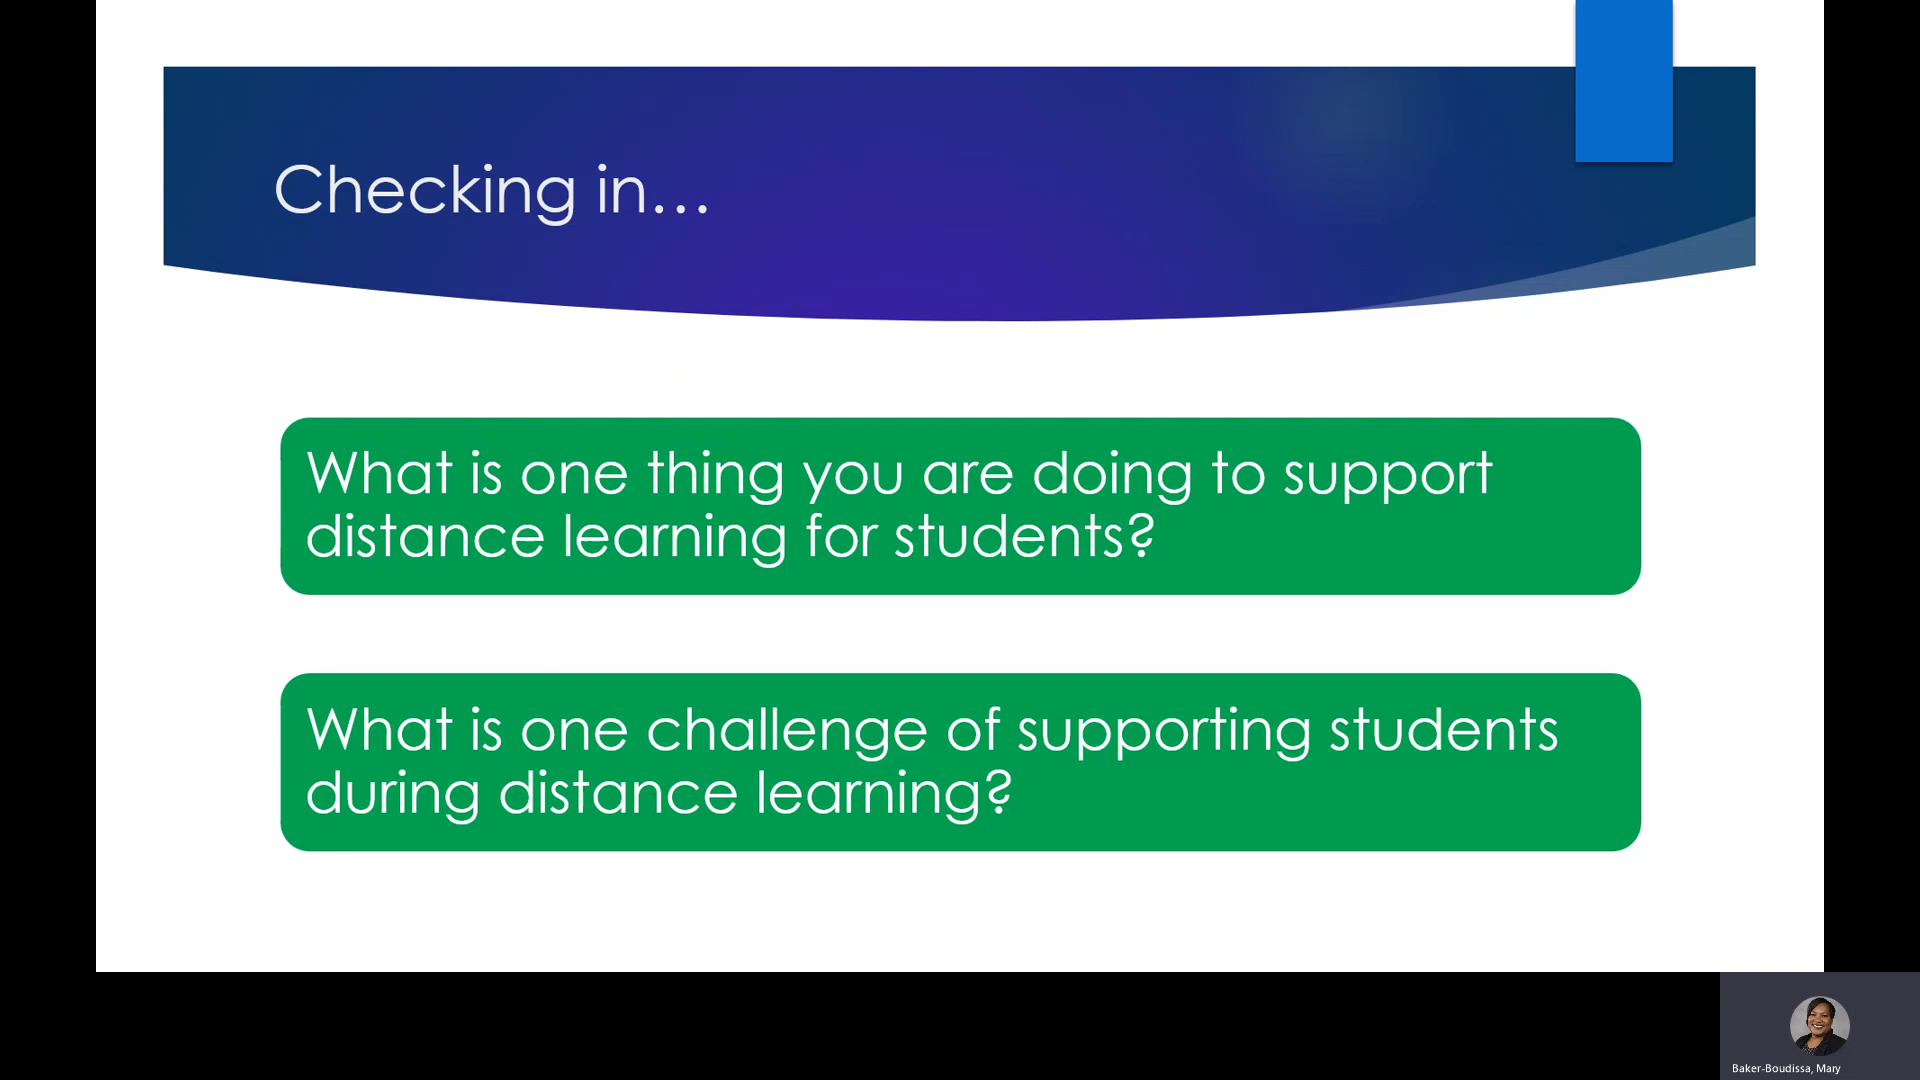 Checking in...
What is one thing you are doing to support
distance learning for students?
What is one challenge of supporting students
during distance learning?
Baker-Boudissa, Mary